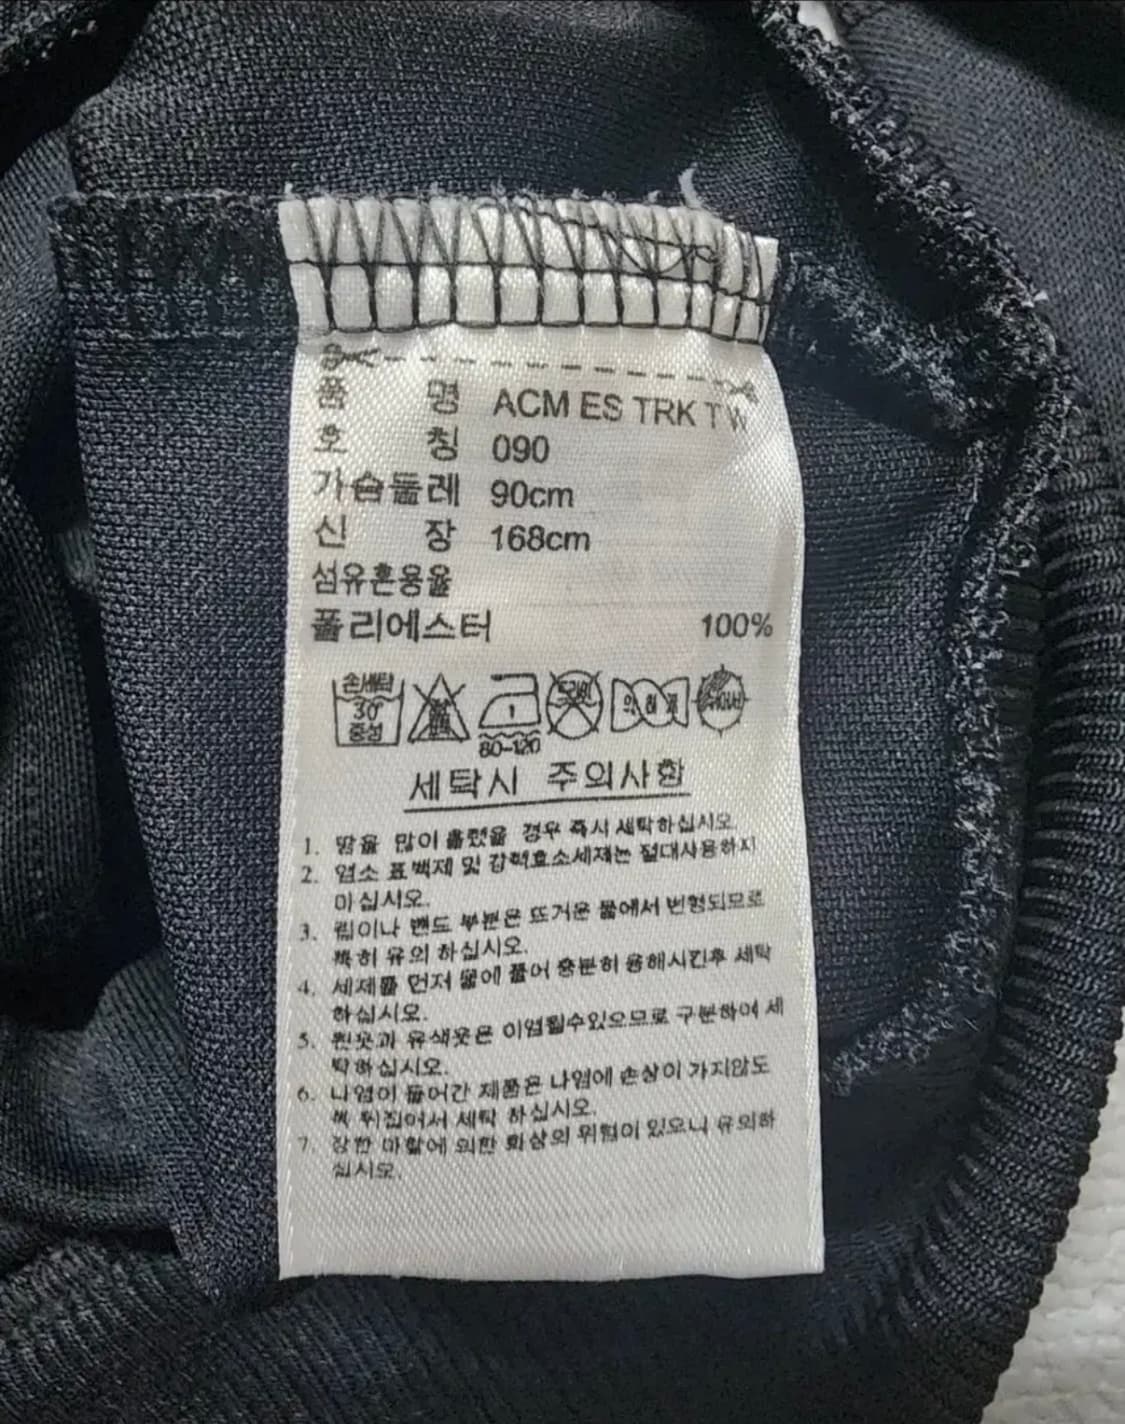 품 명 ACM ES TRK T W
호 칭 090
가슴둘레 90cm
신 장 168cm
섬유혼용율
폴리에스터 100%
손세탁 30 중성 1 80-120
세탁시 주의사항
1. 땀을 많이 흘렸을 경우 즉시 세탁하십시오
2. 염소 표백제 및 강력효소세제는 절대사용하지
마십시오.
3. 립이나 밴드 부분은 뜨거운 물에서 변형되므로
특히 유의 하십시오.
4. 세제를 먼저 물에 풀어 충분히 용해시킨후 세탁
하십시오.
5. 흰옷과 유색옷은 이염될수있으므로 구분하여 세
탁하십시오.
6. 나염이 들어간 제품은 나염에 손상이 가지않도
록 뒤집어서 세탁 하십시오.
7. 강한 마찰에 의한 화상의 위험이 있으니 유의하
십시오.